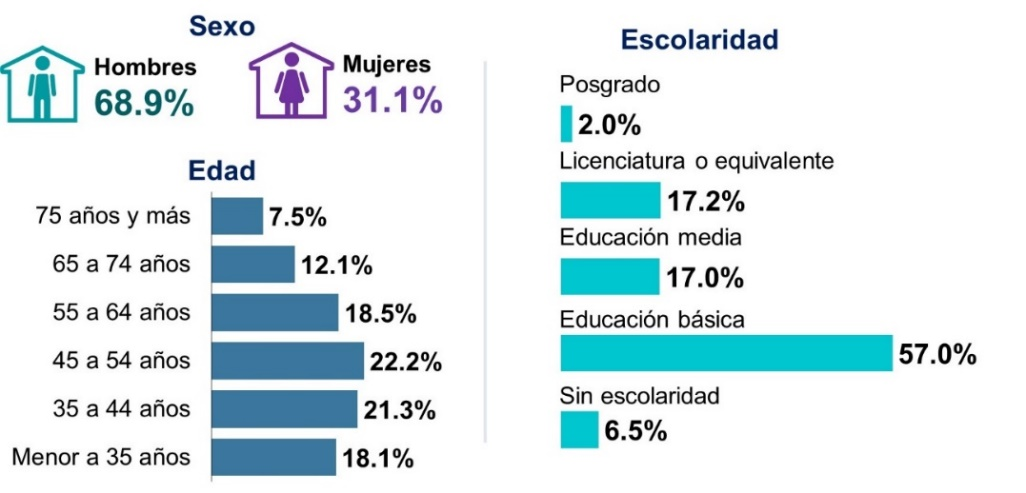 Sexo
Hombres
68.9%
Mujeres
31.1%
Edad
75 años y más 7.5%
65 a 74 años 12.1%
55 a 64 años 18.5%
45 a 54 años 22.2%
35 a 44 años 21.3%
Menor a 35 años 18.1%
Escolaridad
Posgrado
2.0%
Licenciatura o equivalente
17.2%
Educación media
17.0%
Educación básica
57.0%
Sin escolaridad
6.5%